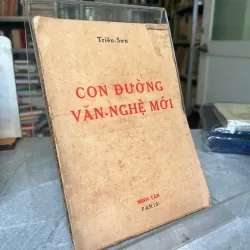 Triều-Sơn
CON ĐƯỜNG
VĂN-NGHỆ MỚI
MINH TÂN
PARIS